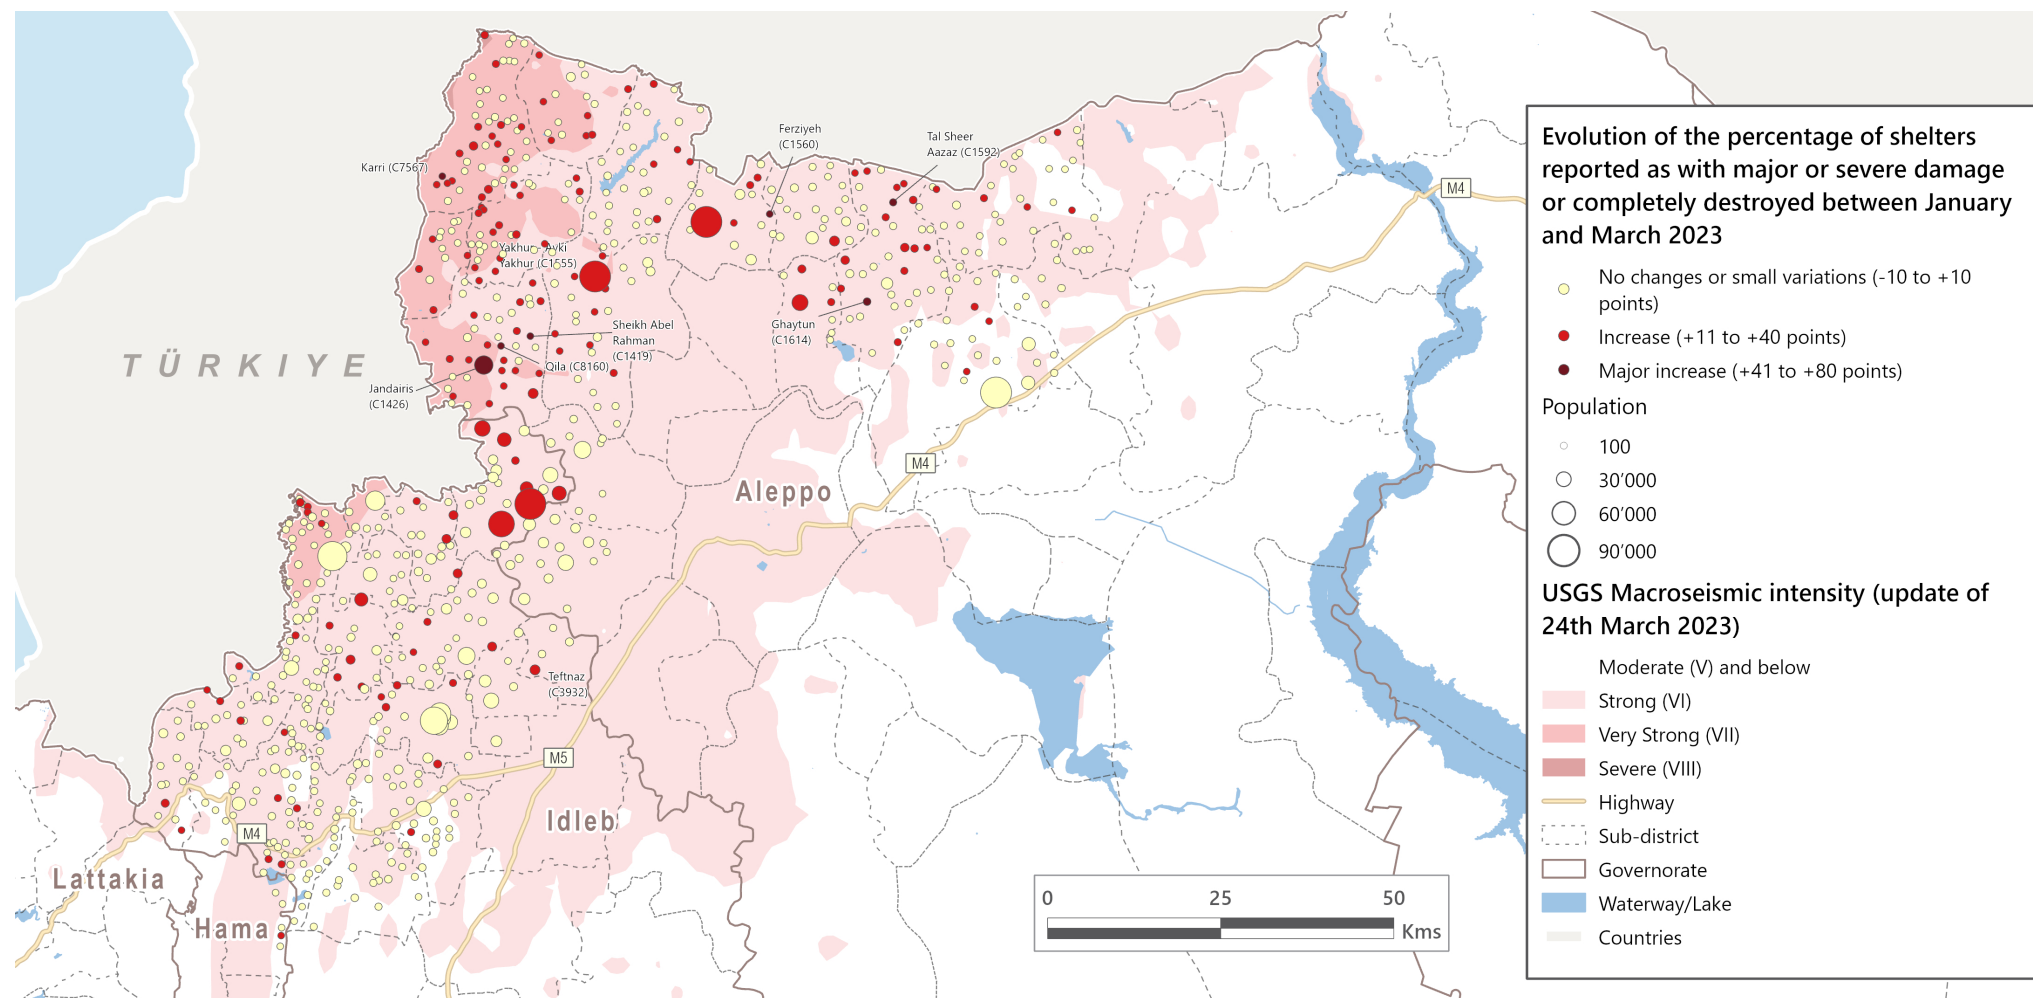 Ferziyeh
(C1560)
Tal Sheer
Aazaz (C1592)
Karri (C7567)
M4
Yakhur - Avki
Yakhur (C1555)
Sheikh Abel
Rahman
(C1419)
Ghaytun
(C1614)
Qila (C8160)
TÜRKIYE
Jandairis
(C1426)
M4
Aleppo
Teftnaz
(C3932)
M5
Idleb
M4
Lattakia
Hama
0 25 50
Kms
Evolution of the percentage of shelters
reported as with major or severe damage
or completely destroyed between January
and March 2023
No changes or small variations (-10 to +10
points)
Increase (+11 to +40 points)
Major increase (+41 to +80 points)
Population
100
30'000
60'000
90'000
USGS Macroseismic intensity (update of
24th March 2023)
Moderate (V) and below
Strong (VI)
Very Strong (VII)
Severe (VIII)
Highway
Sub-district
Governorate
Waterway/Lake
Countries